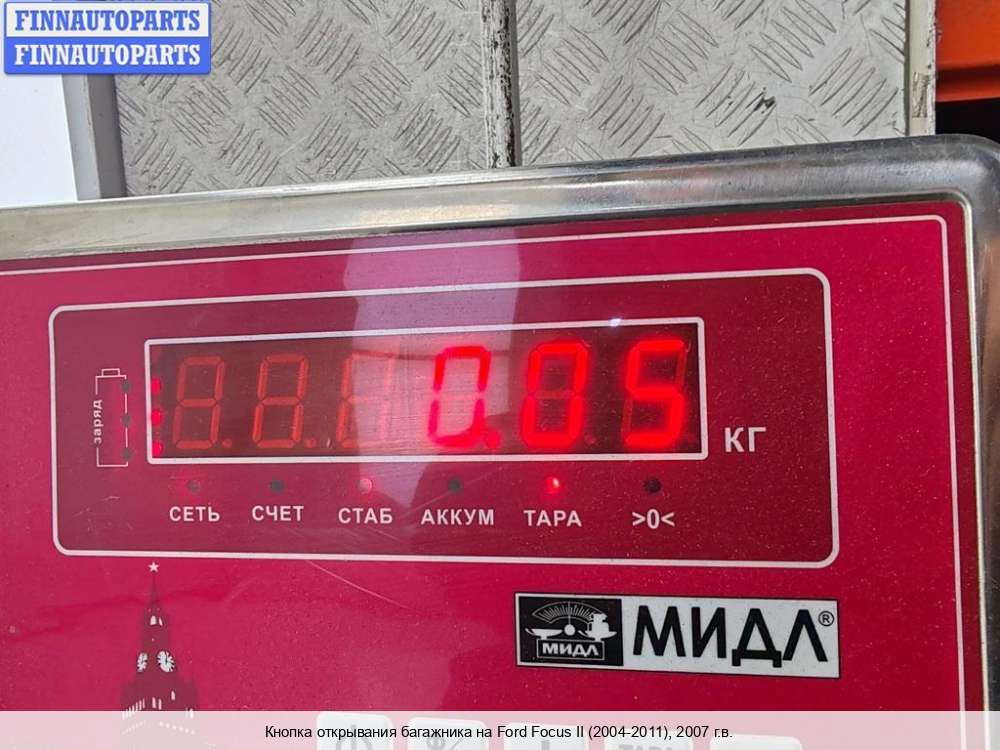 FINNAUTOPARTS
FINNAUTOPARTS
заряд
0.05
КГ
СЕТЬ СЧЕТ СТАБ АККУМ ТАРА >0<
МИДЛ МИДЛ®
ТАРА
Кнопка открывания багажника на Ford Focus II (2004-2011), 2007 г.в.